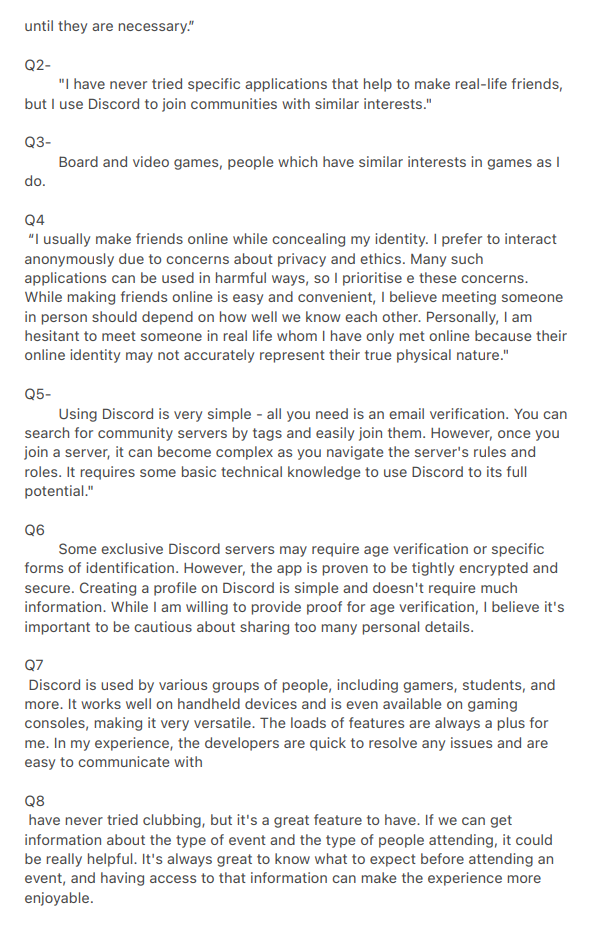 until they are necessary.”
Q2-
"I have never tried specific applications that help to make real-life friends,
but I use Discord to join communities with similar interests."
Q3-
Board and video games, people which have similar interests in games as I
do.
Q4
“I usually make friends online while concealing my identity. I prefer to interact
anonymously due to concerns about privacy and ethics. Many such
applications can be used in harmful ways, so I prioritise e these concerns.
While making friends online is easy and convenient, I believe meeting someone
in person should depend on how well we know each other. Personally, I am
hesitant to meet someone in real life whom I have only met online because their
online identity may not accurately represent their true physical nature."
Q5-
Using Discord is very simple - all you need is an email verification. You can
search for community servers by tags and easily join them. However, once you
join a server, it can become complex as you navigate the server's rules and
roles. It requires some basic technical knowledge to use Discord to its full
potential."
Q6
Some exclusive Discord servers may require age verification or specific
forms of identification. However, the app is proven to be tightly encrypted and
secure. Creating a profile on Discord is simple and doesn't require much
information. While I am willing to provide proof for age verification, I believe it's
important to be cautious about sharing too many personal details.
Q7
Discord is used by various groups of people, including gamers, students, and
more. It works well on handheld devices and is even available on gaming
consoles, making it very versatile. The loads of features are always a plus for
me. In my experience, the developers are quick to resolve any issues and are
easy to communicate with
Q8
have never tried clubbing, but it's a great feature to have. If we can get
information about the type of event and the type of people attending, it could
be really helpful. It's always great to know what to expect before attending an
event, and having access to that information can make the experience more
enjoyable.